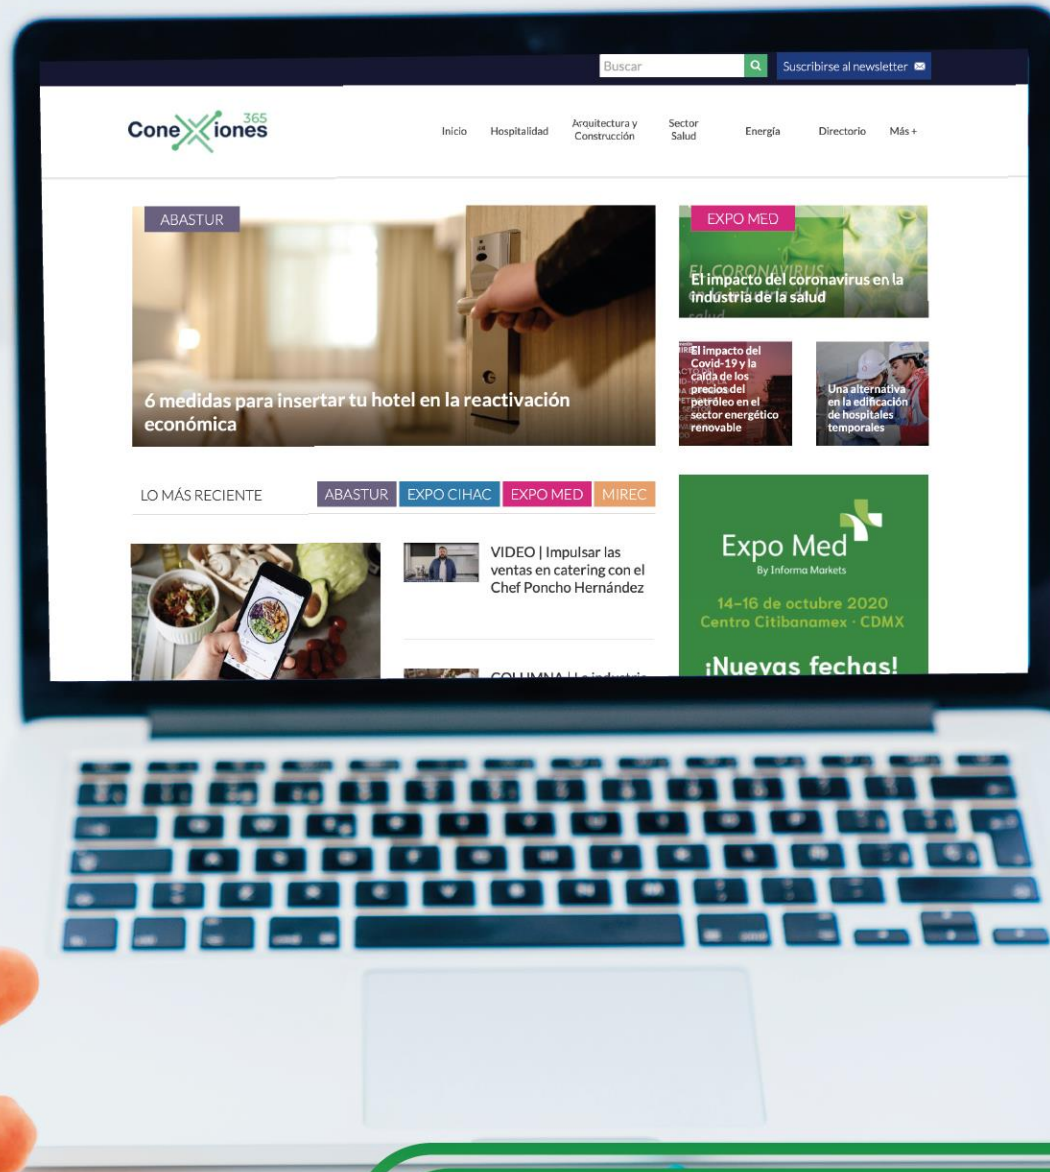 Buscar
Suscribirse al newsletter
Conexiones 365
Inicio
Hospitalidad
Arquitectura y
Construcción
Sector
Salud
Energía
Directorio
Más +
ABASTUR
6 medidas para insertar tu hotel en la reactivación
económica
EXPO MED
El impacto del coronavirus en la
industria de la salud
El impacto del
Covid-19 y la
caída de los
precios del
petróleo en el
sector energético
renovable
Una alternativa
en la edificación
de hospitales
temporales
LO MÁS RECIENTE
ABASTUR
EXPO CIHAC
EXPO MED
MIREC
VIDEO | Impulsar las
ventas en catering con el
Chef Poncho Hernández
COLUMNA | La industria
Expo Med
By Informa Markets
14–16 de octubre 2020
Centro Citibanamex · CDMX
¡Nuevas fechas!